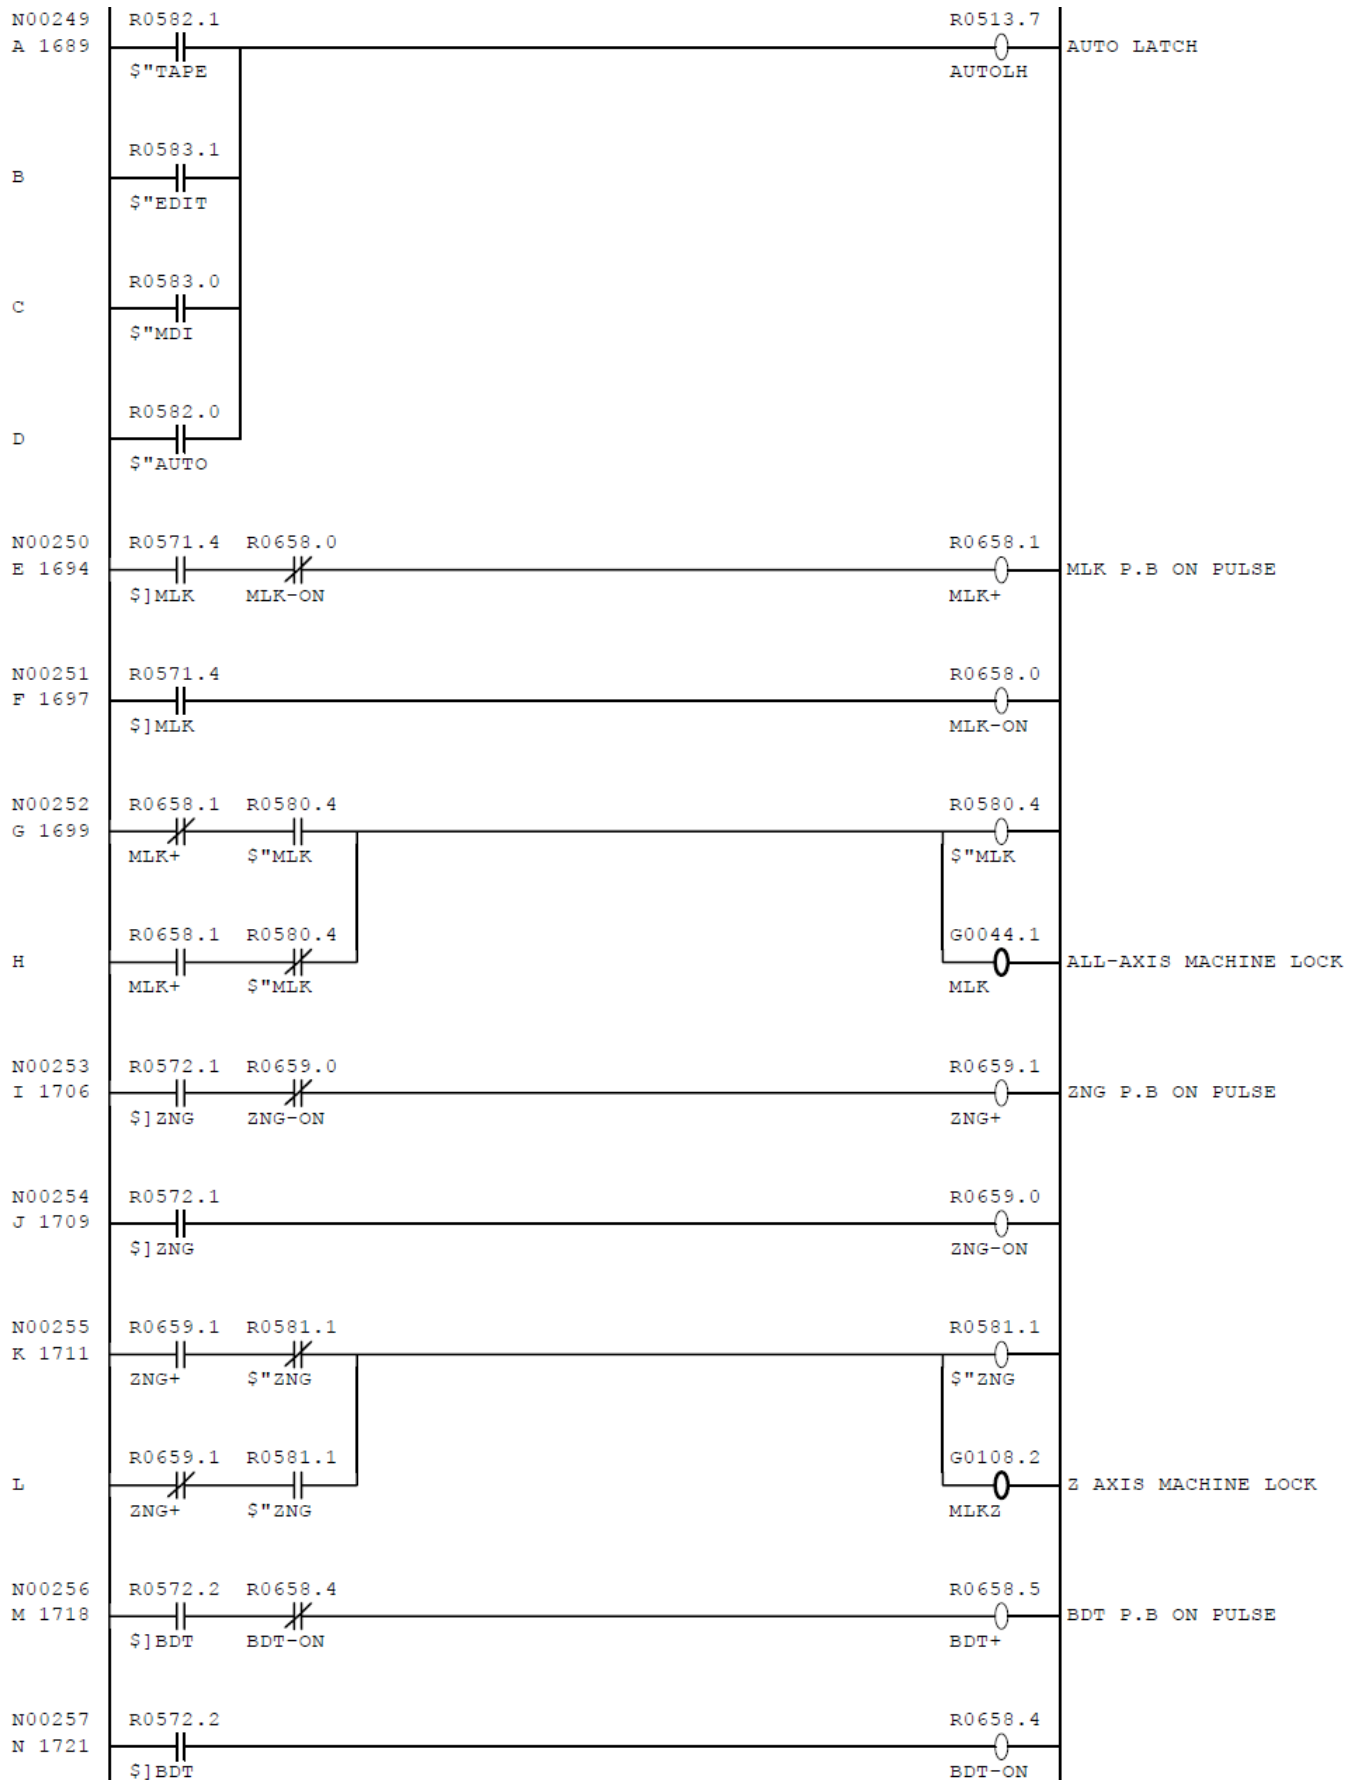 N00249 R0582.1 R0513.7
A 1689 AUTO LATCH
$"TAPE AUTOLH
R0583.1
B
$"EDIT
R0583.0
C
$"MDI
R0582.0
D
$"AUTO
N00250 R0571.4 R0658.0 R0658.1
E 1694 MLK P.B ON PULSE
$]MLK MLK-ON MLK+
N00251 R0571.4 R0658.0
F 1697
$]MLK MLK-ON
N00252 R0658.1 R0580.4 R0580.4
G 1699
MLK+ $"MLK $"MLK
R0658.1 R0580.4 G0044.1
H ALL-AXIS MACHINE LOCK
MLK+ $"MLK MLK
N00253 R0572.1 R0659.0 R0659.1
I 1706 ZNG P.B ON PULSE
$]ZNG ZNG-ON ZNG+
N00254 R0572.1 R0659.0
J 1709
$]ZNG ZNG-ON
N00255 R0659.1 R0581.1 R0581.1
K 1711
ZNG+ $"ZNG $"ZNG
R0659.1 R0581.1 G0108.2
L Z AXIS MACHINE LOCK
ZNG+ $"ZNG MLKZ
N00256 R0572.2 R0658.4 R0658.5
M 1718 BDT P.B ON PULSE
$]BDT BDT-ON BDT+
N00257 R0572.2 R0658.4
N 1721
$]BDT BDT-ON